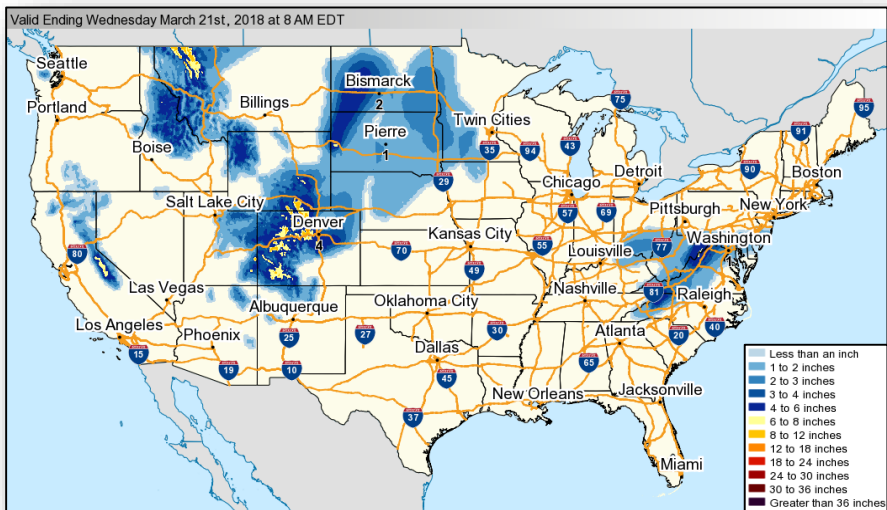 Valid Ending Wednesday March 21st, 2018 at 8 AM EDT
Seattle
Portland
Billings
Bismarck
2
Pierre
1
Twin Cities
Boise
Salt Lake City
Denver
4
Las Vegas
Los Angeles
Phoenix
Albuquerque
Kansas City
Oklahoma City
Dallas
New Orleans
Chicago
Detroit
Pittsburgh
New York
Boston
Washington
Louisville
Nashville
Raleigh
Atlanta
Jacksonville
Miami
75
95
91
90
94
43
35
29
57
69
77
80
70
55
49
81
15
19
25
10
27
30
45
37
65
20
40
Less than an inch
1 to 2 inches
2 to 3 inches
3 to 4 inches
4 to 6 inches
6 to 8 inches
8 to 12 inches
12 to 18 inches
18 to 24 inches
24 to 30 inches
30 to 36 inches
Greater than 36 inches